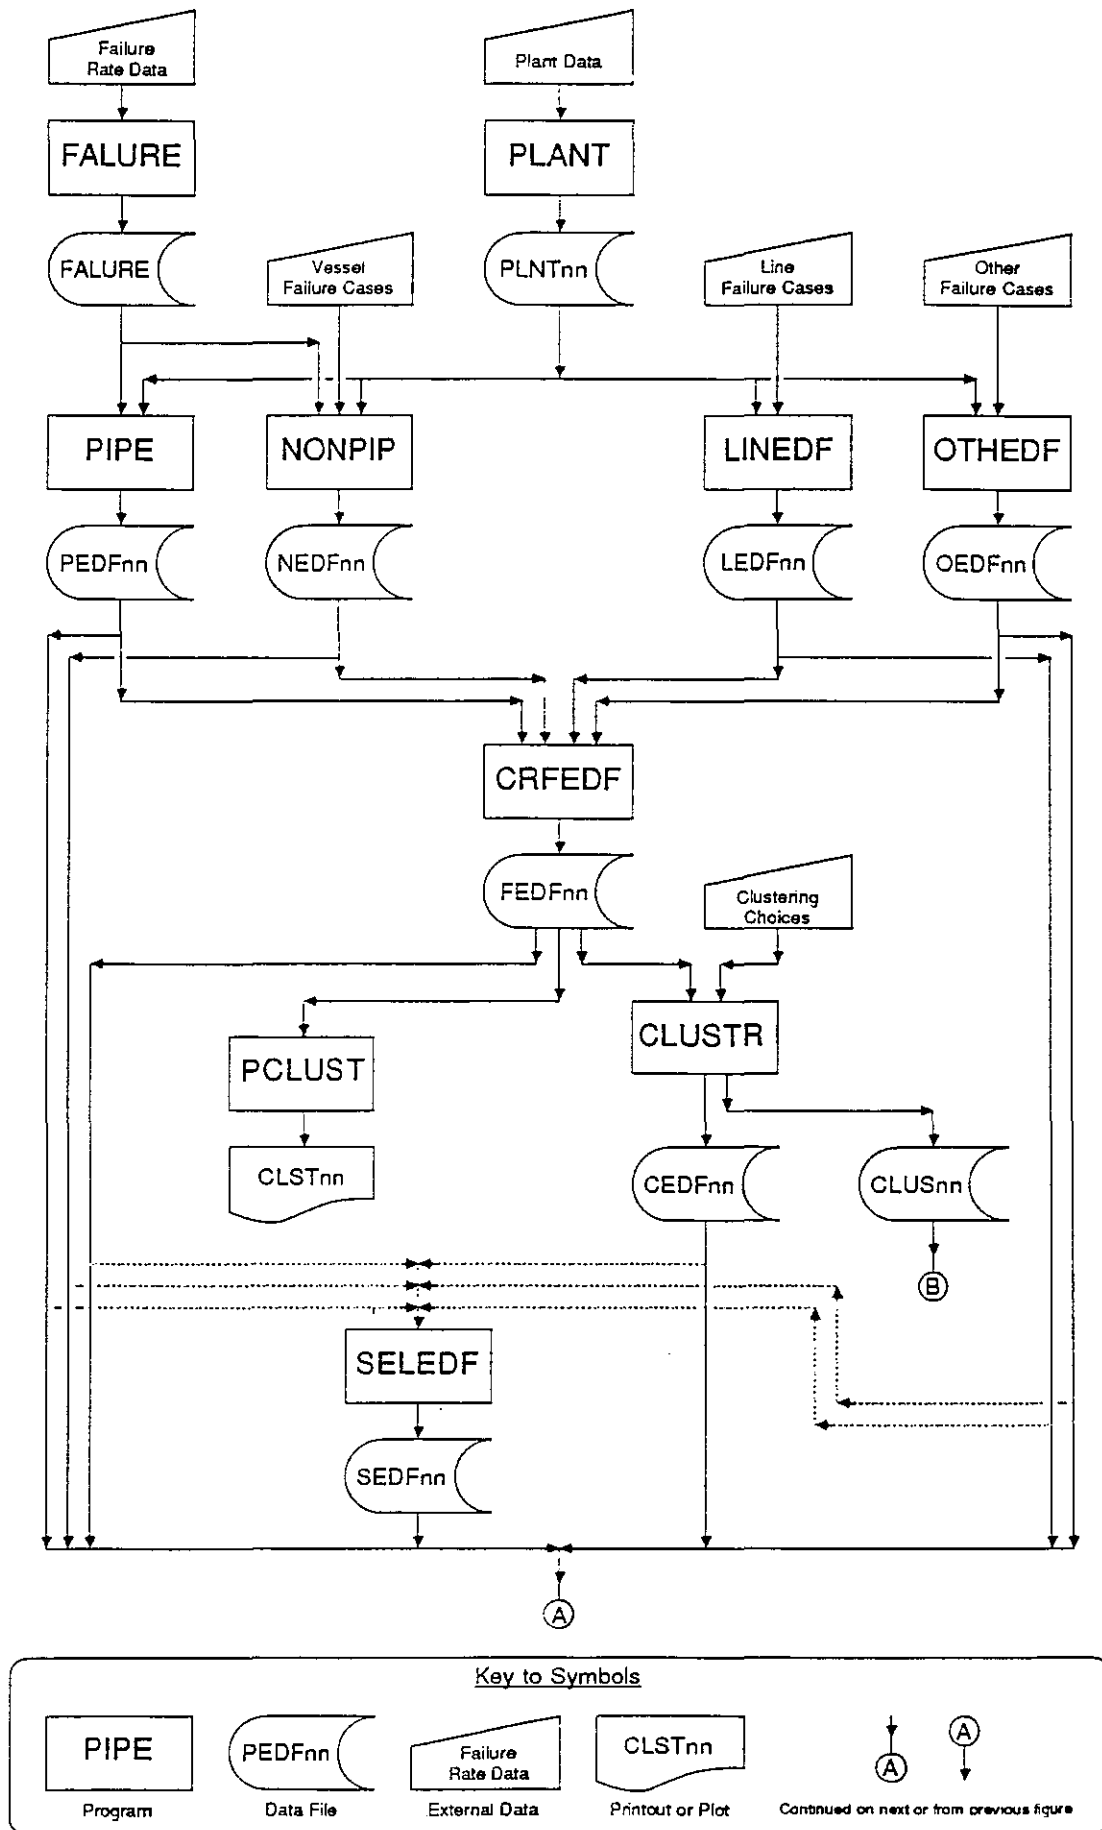 Failure
Rate Data
Plant Data
FALURE
PLANT
FALURE
Vessel
Failure Cases
PLNTnn
Line
Failure Cases
Other
Failure Cases
PIPE
NONPIP
LINEDF
OTHEDF
PEDFnn
NEDFnn
LEDFnn
OEDFnn
CRFEDF
FEDFnn
Clustering
Choices
PCLUST
CLUSTR
CLSTnn
CEDFnn
CLUSnn
B
SELEDF
SEDFnn
A
Key to Symbols
PIPE
PEDFnn
Failure
Rate Data
CLSTnn
A
A
Program
Data File
External Data
Printout or Plot
Continued on next or from previous figure